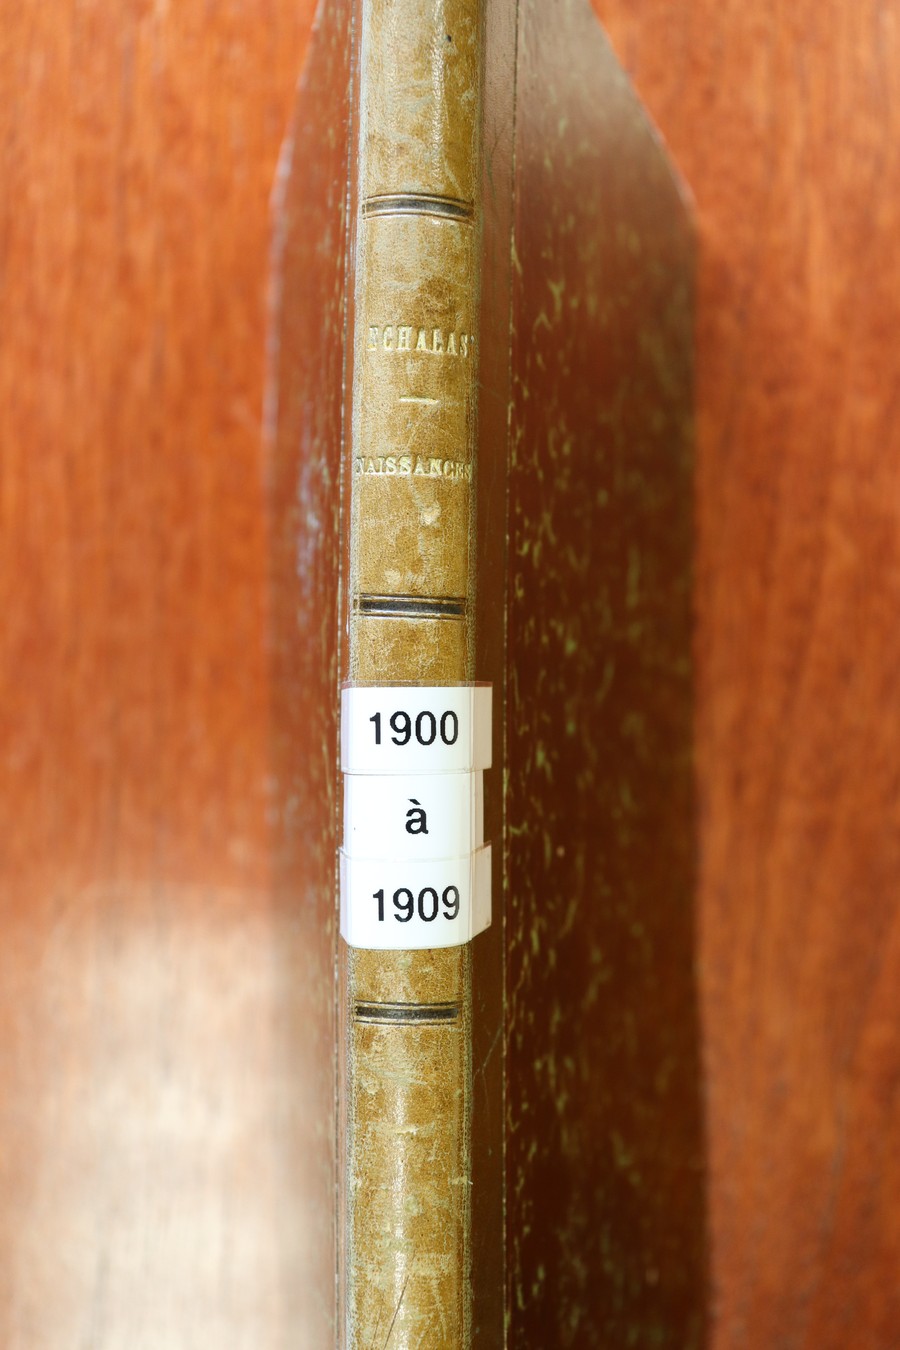 ECHALAS
NAISSANCES
1900
à
1909